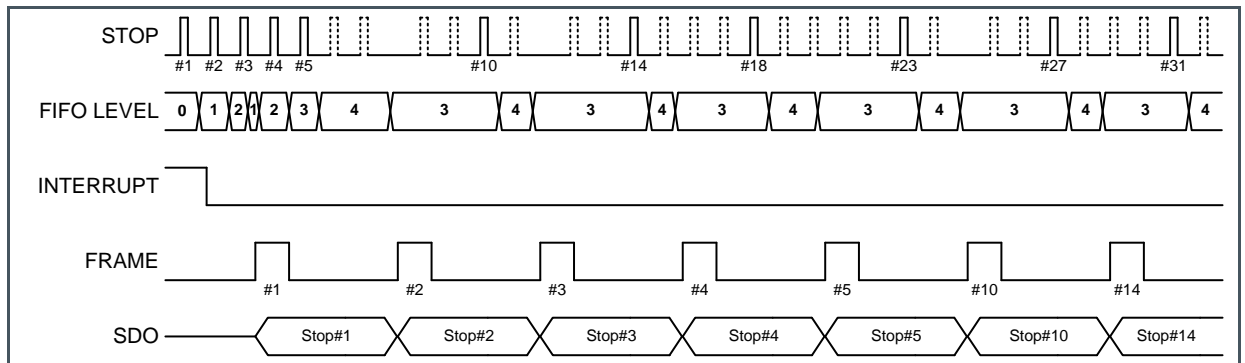 STOP
#1 #2 #3 #4 #5 #10 #14 #18 #23 #27 #31
FIFO LEVEL 0 1 2 1 2 3 4 3 4 3 4 3 4 3 4 3 4 3 4
INTERRUPT
FRAME
#1 #2 #3 #4 #5 #10 #14
SDO Stop#1 Stop#2 Stop#3 Stop#4 Stop#5 Stop#10 Stop#14